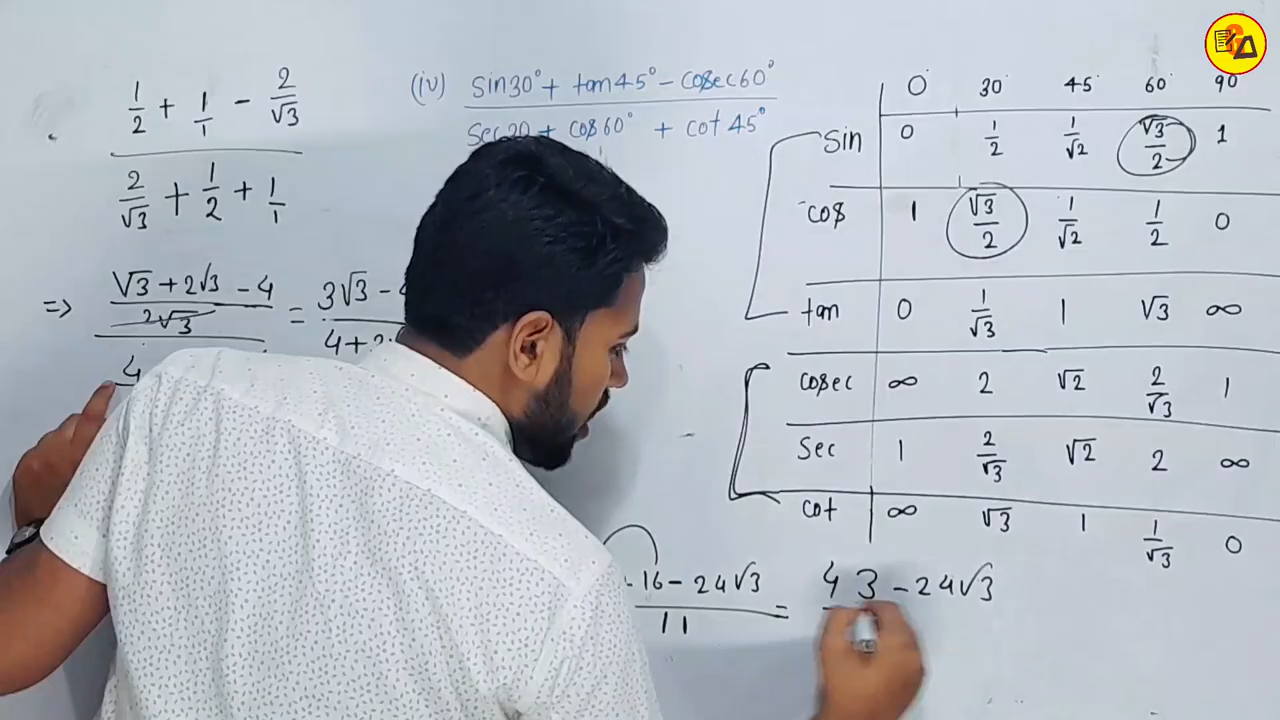 (iv) sin30° + tan45° - cosec60°
sec30 + cos60° + cot45°
1/2 + 1/1 - 2/√3
2/√3 + 1/2 + 1/1
=> √3 + 2√3 - 4
2√3
4
= 3√3 -
4 +
- 16 - 24√3
11
= 43 - 24√3
0° 30° 45° 60° 90
sin 0 1/2 1/√2 √3/2 1
cos 1 √3/2 1/√2 1/2 0
tan 0 1/√3 1 √3 ∞
cosec ∞ 2 √2 2/√3 1
sec 1 2/√3 √2 2 ∞
cot ∞ √3 1 1/√3 0